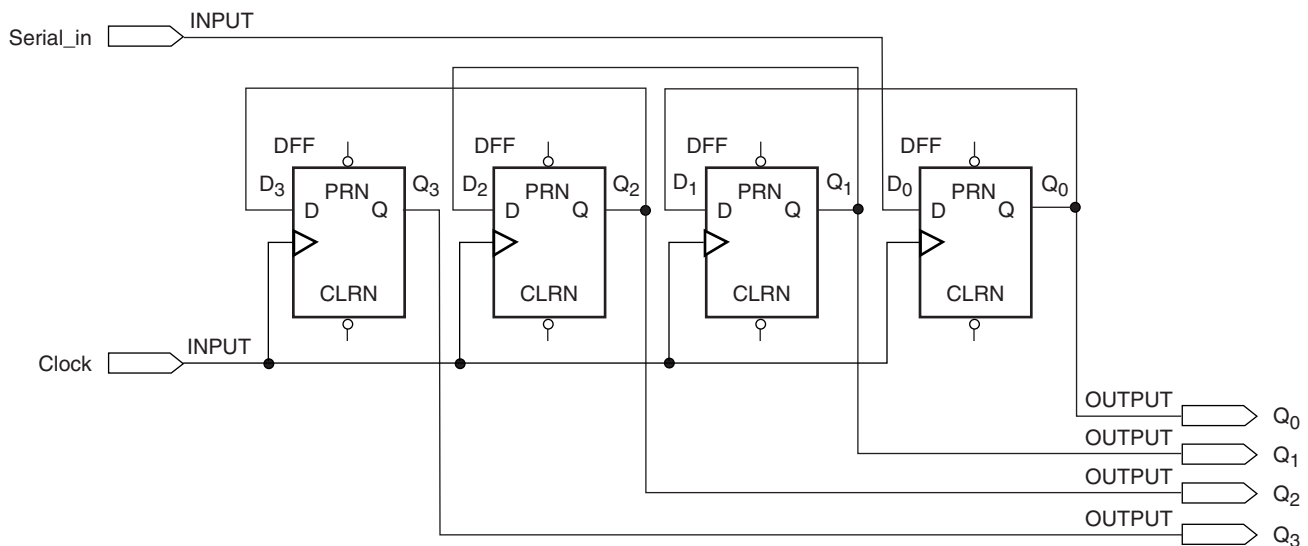 INPUT
Serial_in
DFF DFF DFF DFF
D3 PRN Q3 D2 PRN Q2 D1 PRN Q1 D0 PRN Q0
D Q D Q D Q D Q
CLRN CLRN CLRN CLRN
INPUT
Clock
OUTPUT Q0
OUTPUT Q1
OUTPUT Q2
OUTPUT Q3